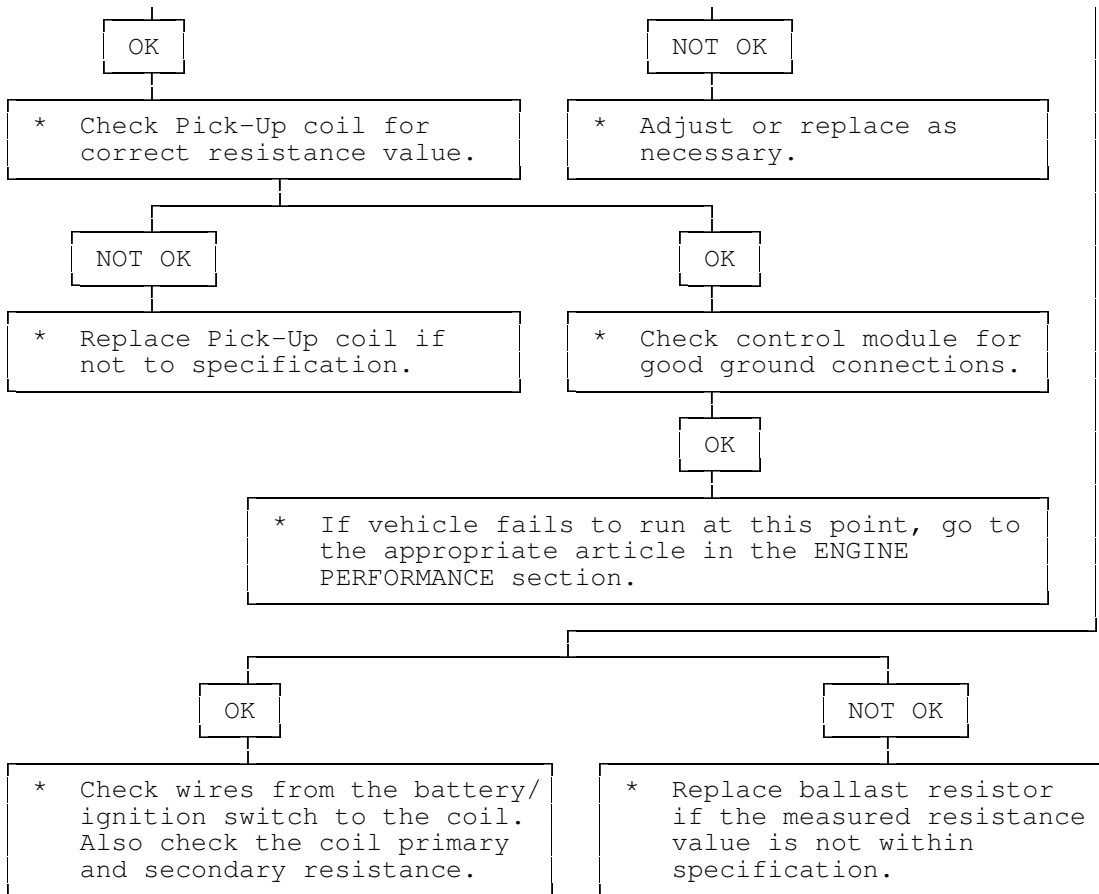 OK
NOT OK
* Check Pick-Up coil for
correct resistance value.
* Adjust or replace as
necessary.
NOT OK
OK
* Replace Pick-Up coil if
not to specification.
* Check control module for
good ground connections.
OK
* If vehicle fails to run at this point, go to
the appropriate article in the ENGINE
PERFORMANCE section.
OK
NOT OK
* Check wires from the battery/
ignition switch to the coil.
Also check the coil primary
and secondary resistance.
* Replace ballast resistor
if the measured resistance
value is not within
specification.